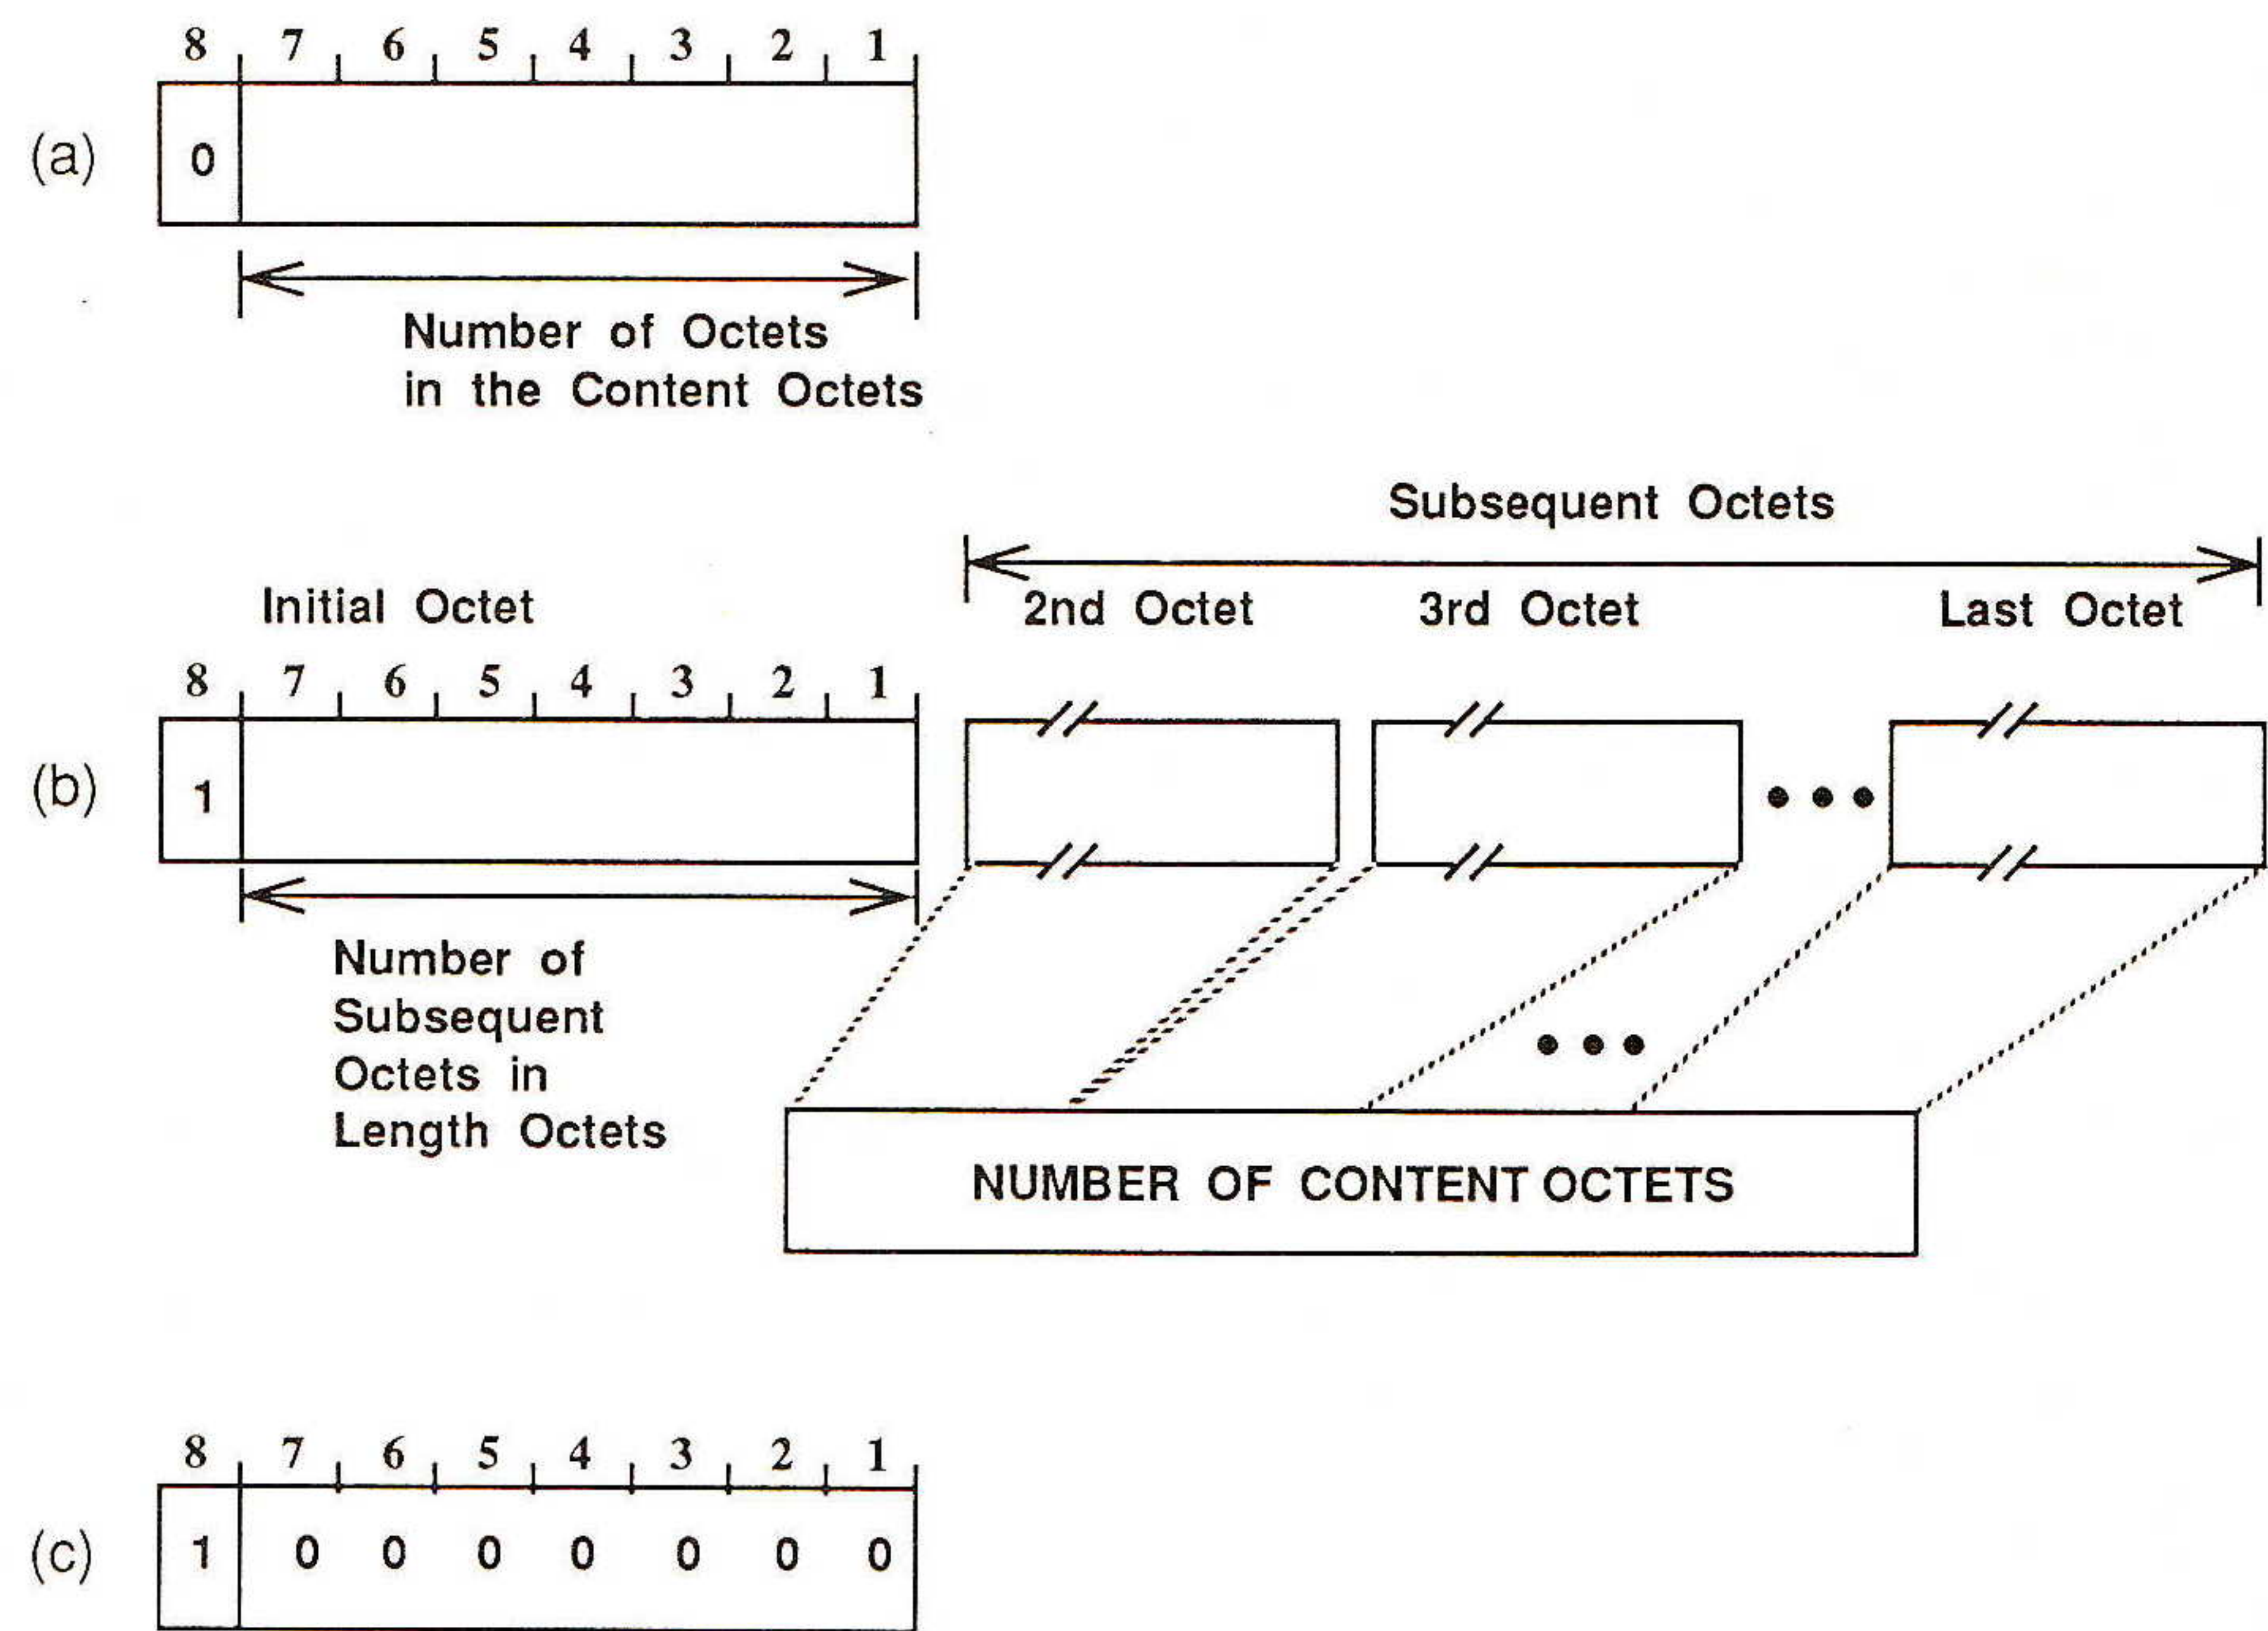 8 7 6 5 4 3 2 1
(a) 0
Number of Octets
in the Content Octets
Subsequent Octets
Initial Octet
2nd Octet 3rd Octet Last Octet
8 7 6 5 4 3 2 1
(b) 1
Number of
Subsequent
Octets in
Length Octets
NUMBER OF CONTENT OCTETS
8 7 6 5 4 3 2 1
(c) 1 0 0 0 0 0 0 0